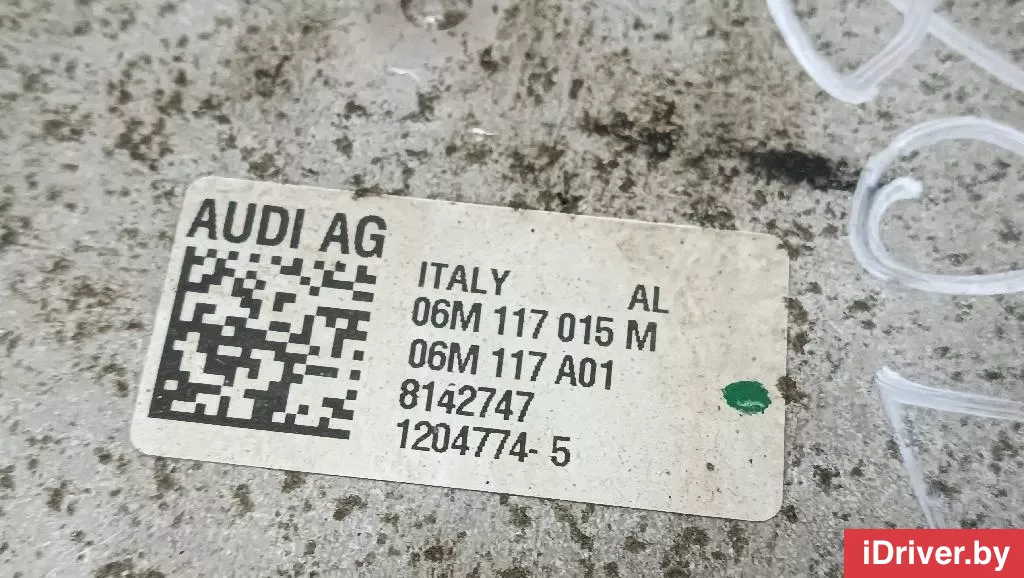 AUDI AG
ITALY AL
06M 117 015 M
06M 117 A01
8142747
1204774- 5
iDriver.by